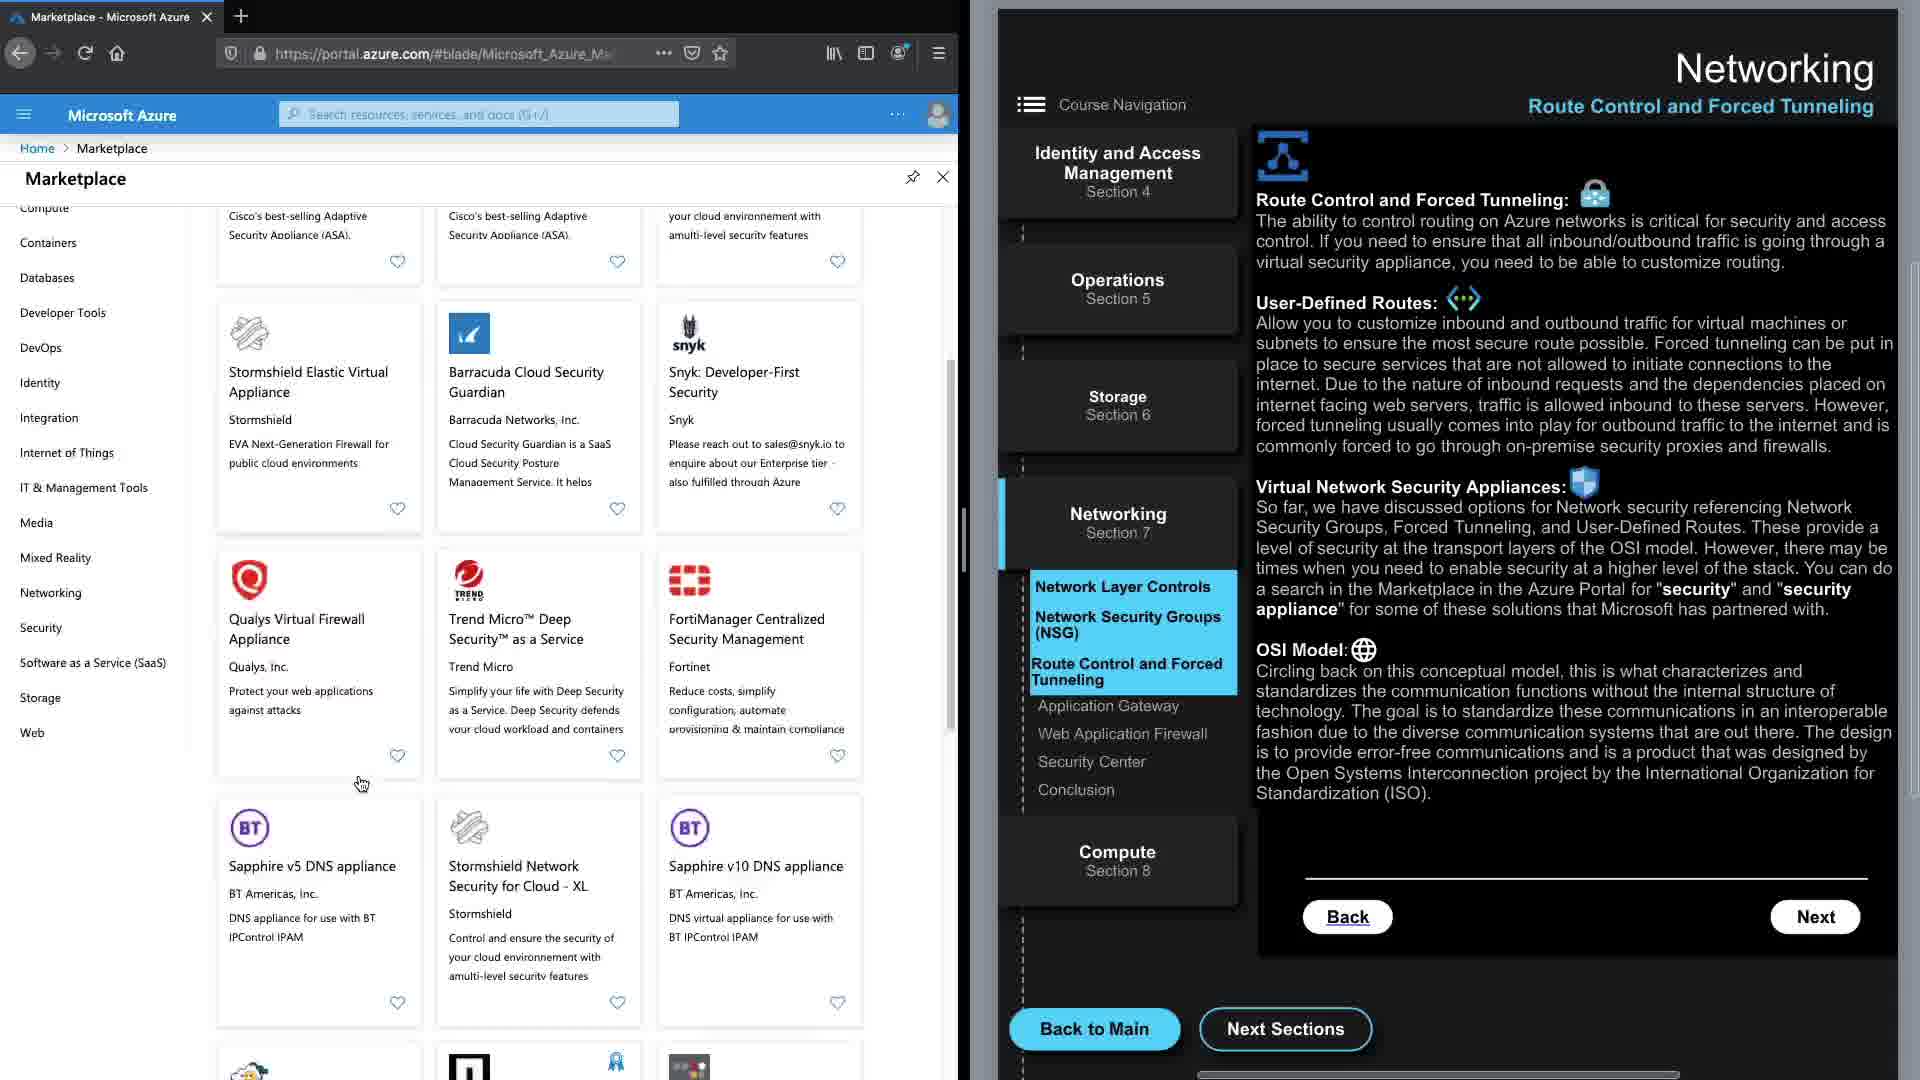 Marketplace - Microsoft Azure
https://portal.azure.com/#blade/Microsoft_Azure_Ma
Microsoft Azure
Search resources, services, and docs (G+/)
Home > Marketplace
Marketplace
Compute
Containers
Databases
Developer Tools
DevOps
Identity
Integration
Internet of Things
IT & Management Tools
Media
Mixed Reality
Networking
Security
Software as a Service (SaaS)
Storage
Web
Cisco's best-selling Adaptive
Security Appliance (ASA).
Cisco's best-selling Adaptive
Security Appliance (ASA).
your cloud environnement with
amulti-level security features
Stormshield Elastic Virtual
Appliance
Stormshield
EVA Next-Generation Firewall for
public cloud environments
Barracuda Cloud Security
Guardian
Barracuda Networks, Inc.
Cloud Security Guardian is a SaaS
Cloud Security Posture
Management Service. It helps
snyk
Snyk: Developer-First
Security
Snyk
Please reach out to sales@snyk.io to
enquire about our Enterprise tier -
also fulfilled through Azure
Qualys Virtual Firewall
Appliance
Qualys, Inc.
Protect your web applications
against attacks
TREND
MICRO
Trend Micro™ Deep
Security™ as a Service
Trend Micro
Simplify your life with Deep Security
as a Service. Deep Security defends
your cloud workload and containers
FortiManager Centralized
Security Management
Fortinet
Reduce costs, simplify
configuration, automate
provisioning & maintain compliance
BT
Sapphire v5 DNS appliance
BT Americas, Inc.
DNS appliance for use with BT
IPControl IPAM
Stormshield Network
Security for Cloud - XL
Stormshield
Control and ensure the security of
your cloud environnement with
amulti-level security features
BT
Sapphire v10 DNS appliance
BT Americas, Inc.
DNS virtual appliance for use with
BT IPControl IPAM
Networking
Route Control and Forced Tunneling
Course Navigation
Identity and Access
Management
Section 4
Operations
Section 5
Storage
Section 6
Networking
Section 7
Network Layer Controls
Network Security Groups
(NSG)
Route Control and Forced
Tunneling
Application Gateway
Web Application Firewall
Security Center
Conclusion
Compute
Section 8
Route Control and Forced Tunneling:
The ability to control routing on Azure networks is critical for security and access
control. If you need to ensure that all inbound/outbound traffic is going through a
virtual security appliance, you need to be able to customize routing.
User-Defined Routes:
Allow you to customize inbound and outbound traffic for virtual machines or
subnets to ensure the most secure route possible. Forced tunneling can be put in
place to secure services that are not allowed to initiate connections to the
internet. Due to the nature of inbound requests and the dependencies placed on
internet facing web servers, traffic is allowed inbound to these servers. However,
forced tunneling usually comes into play for outbound traffic to the internet and is
commonly forced to go through on-premise security proxies and firewalls.
Virtual Network Security Appliances:
So far, we have discussed options for Network security referencing Network
Security Groups, Forced Tunneling, and User-Defined Routes. These provide a
level of security at the transport layers of the OSI model. However, there may be
times when you need to enable security at a higher level of the stack. You can do
a search in the Marketplace in the Azure Portal for "security" and "security
appliance" for some of these solutions that Microsoft has partnered with.
OSI Model:
Circling back on this conceptual model, this is what characterizes and
standardizes the communication functions without the internal structure of
technology. The goal is to standardize these communications in an interoperable
fashion due to the diverse communication systems that are out there. The design
is to provide error-free communications and is a product that was designed by
the Open Systems Interconnection project by the International Organization for
Standardization (ISO).
Back
Next
Back to Main
Next Sections